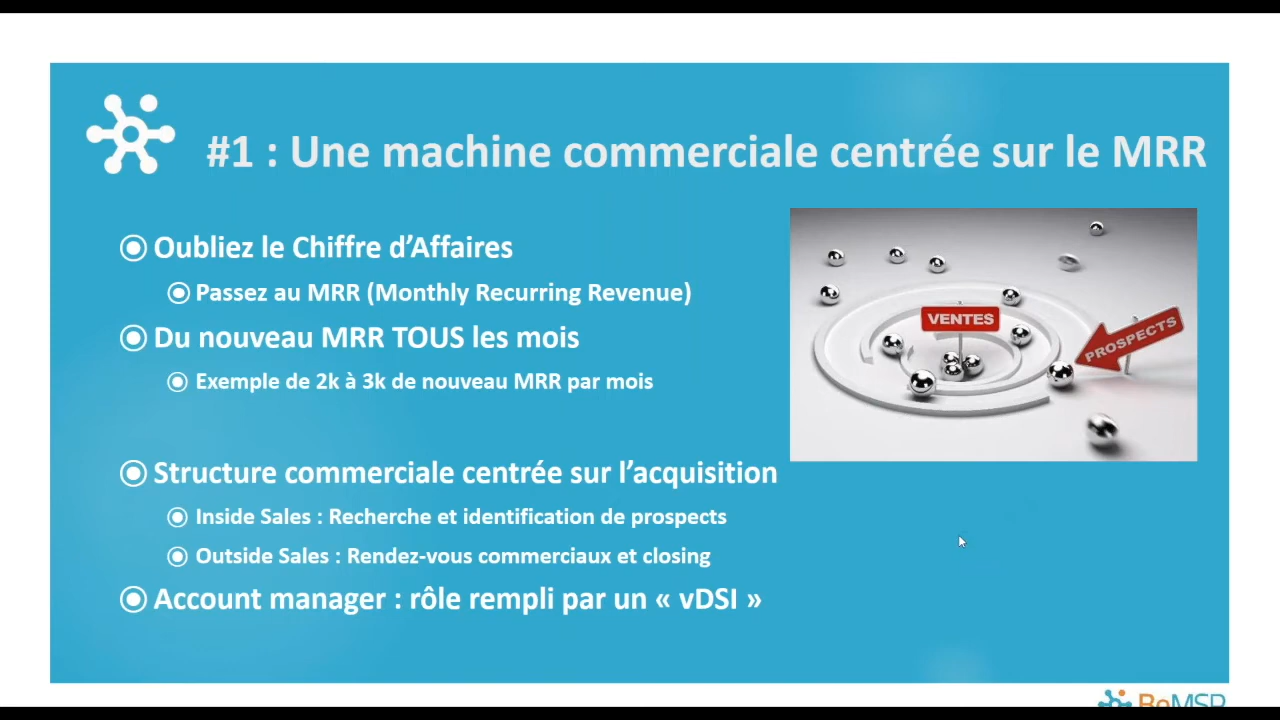 #1 : Une machine commerciale centrée sur le MRR
Oubliez le Chiffre d’Affaires
Passez au MRR (Monthly Recurring Revenue)
Du nouveau MRR TOUS les mois
Exemple de 2k à 3k de nouveau MRR par mois
VENTES
PROSPECTS
Structure commerciale centrée sur l’acquisition
Inside Sales : Recherche et identification de prospects
Outside Sales : Rendez-vous commerciaux et closing
Account manager : rôle rempli par un « vDSI »
BeMSP